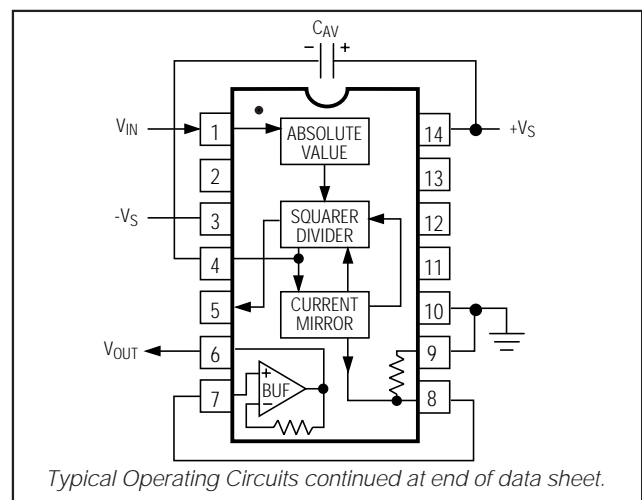 C_AV
− +
V_IN
1
ABSOLUTE
VALUE
14
+V_S
2
13
-V_S
3
SQUARER
DIVIDER
12
4
11
5
CURRENT
MIRROR
10
V_OUT
6
9
7
+
−
BUF
8
Typical Operating Circuits continued at end of data sheet.